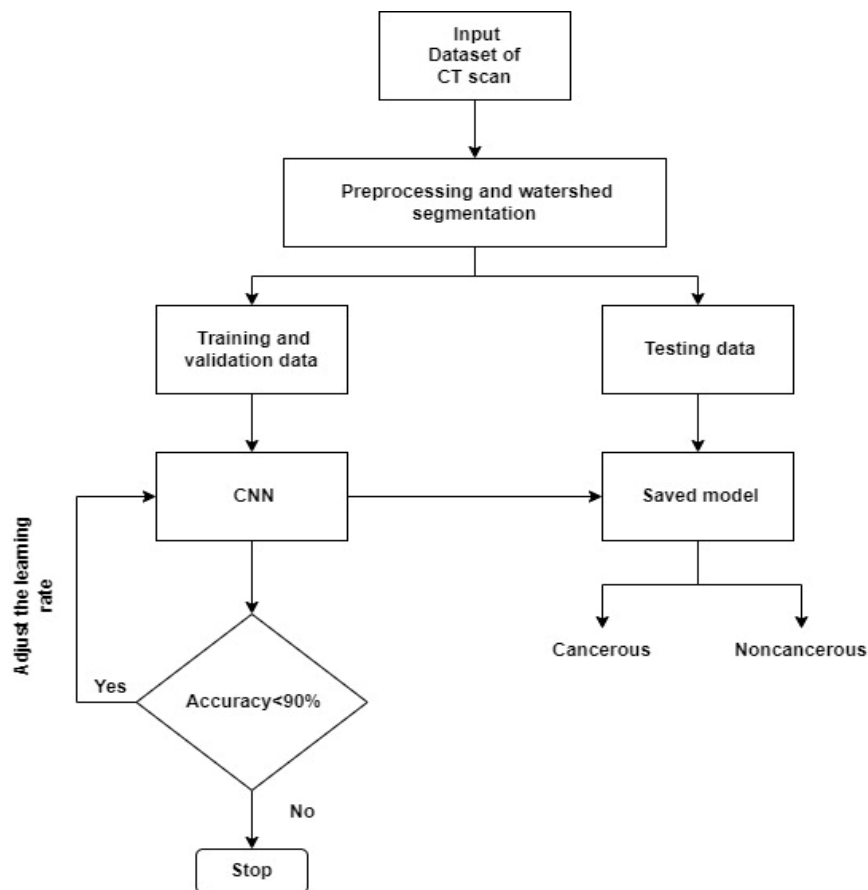 Input
Dataset of
CT scan
Preprocessing and watershed
segmentation
Training and
validation data
Testing data
CNN
Saved model
Adjust the learning
rate
Cancerous
Noncancerous
Yes
Accuracy<90%
No
Stop